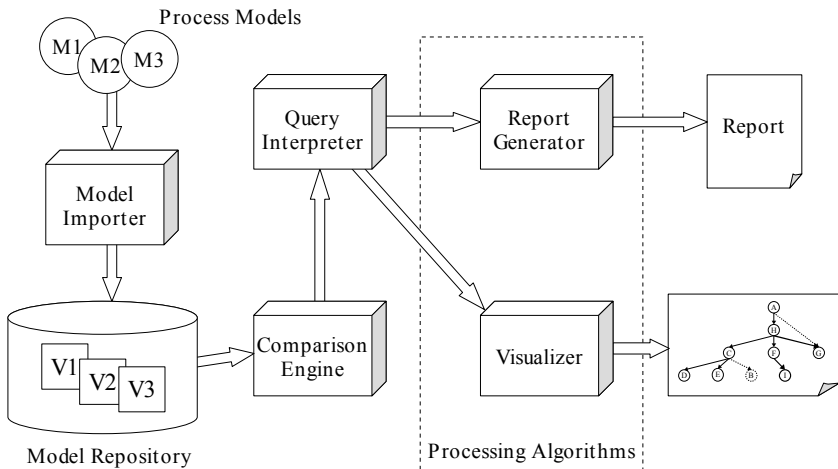 Process Models
M1
M2
M3
Model
Importer
V1
V2
V3
Model Repository
Comparison
Engine
Query
Interpreter
Report
Generator
Report
Visualizer
Processing Algorithms
A
H
C
F
G
D
E
B
I